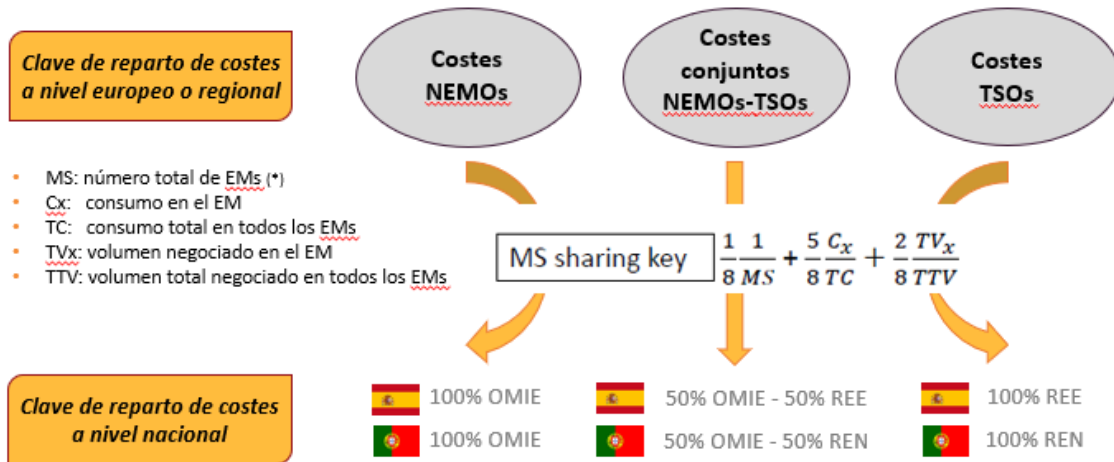 Clave de reparto de costes
a nivel europeo o regional
Costes
NEMOs
Costes
conjuntos
NEMOs-TSOs
Costes
TSOs
• MS: número total de EMs (*)
• Cx: consumo en el EM
• TC: consumo total en todos los EMs
• TVx: volumen negociado en el EM
• TTV: volumen total negociado en todos los EMs
MS sharing key
1/8 1/MS + 5/8 Cx/TC + 2/8 TVx/TTV
Clave de reparto de costes
a nivel nacional
100% OMIE
100% OMIE
50% OMIE - 50% REE
50% OMIE - 50% REN
100% REE
100% REN